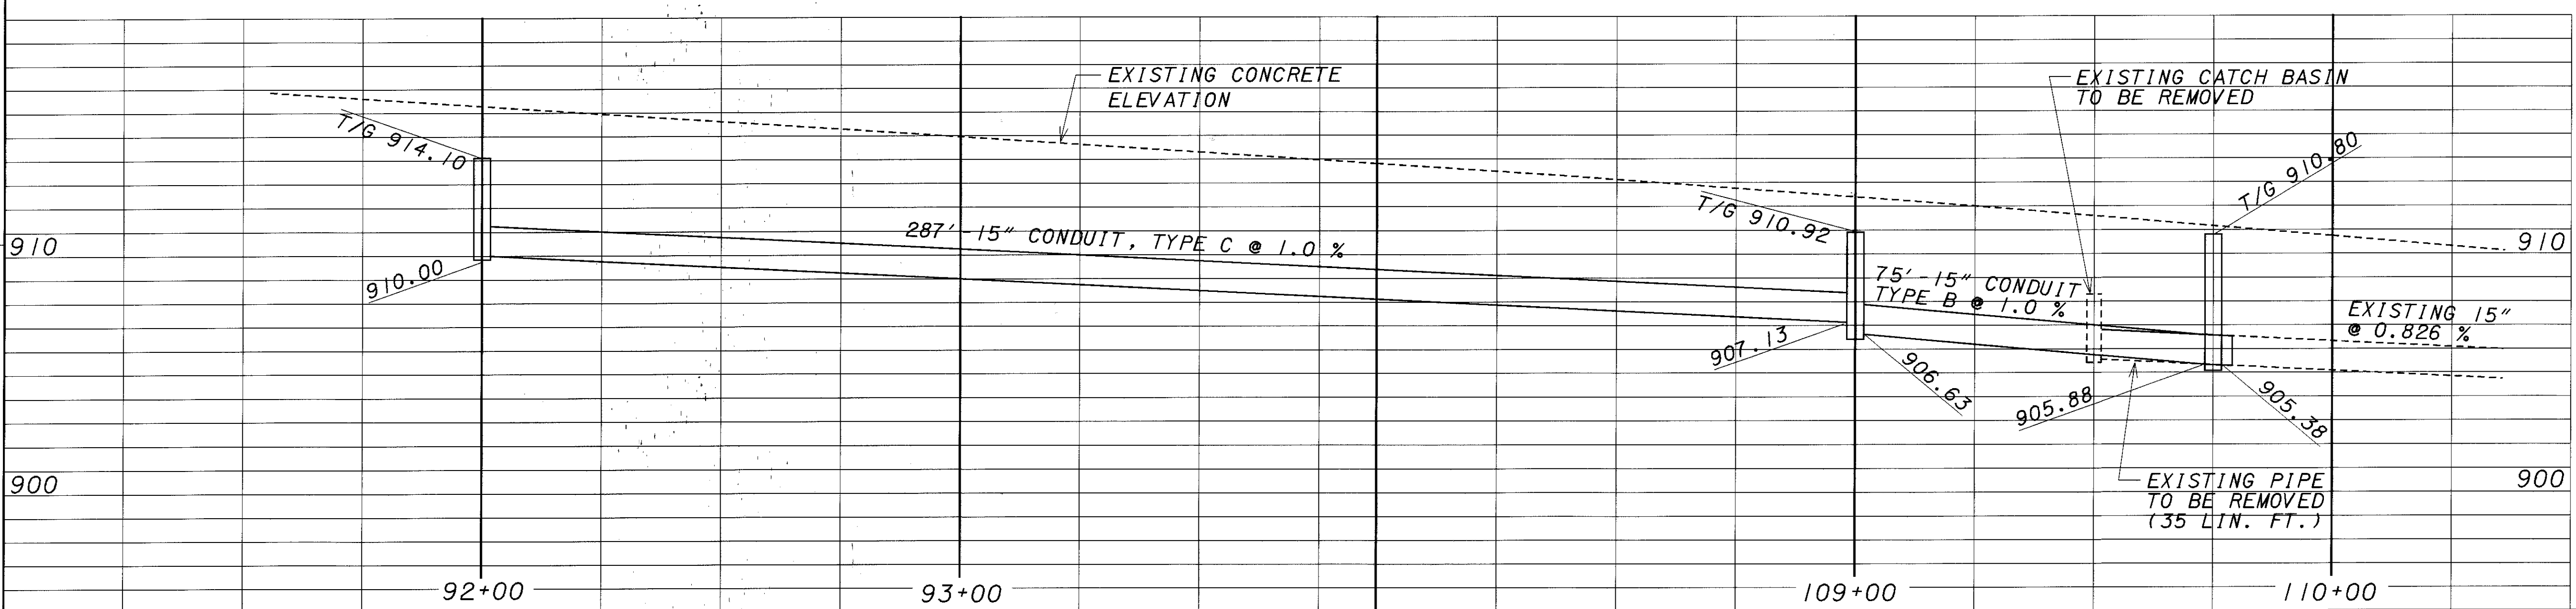 EXISTING CONCRETE
ELEVATION
EXISTING CATCH BASIN
TO BE REMOVED
T/G 914.10
T/G 910.92
T/G 910.80
910
287'-15" CONDUIT, TYPE C @ 1.0 %
910
910.00
75'-15" CONDUIT
TYPE B @ 1.0 %
EXISTING 15"
@ 0.826 %
907.13
906.63
905.88
905.38
900
EXISTING PIPE
TO BE REMOVED
(35 LIN. FT.)
900
92+00
93+00
109+00
110+00